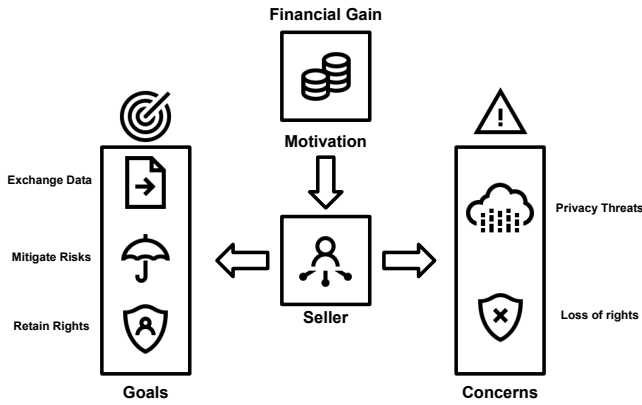 Financial Gain
Motivation
Exchange Data
Mitigate Risks
Retain Rights
Goals
Seller
Privacy Threats
Loss of rights
Concerns